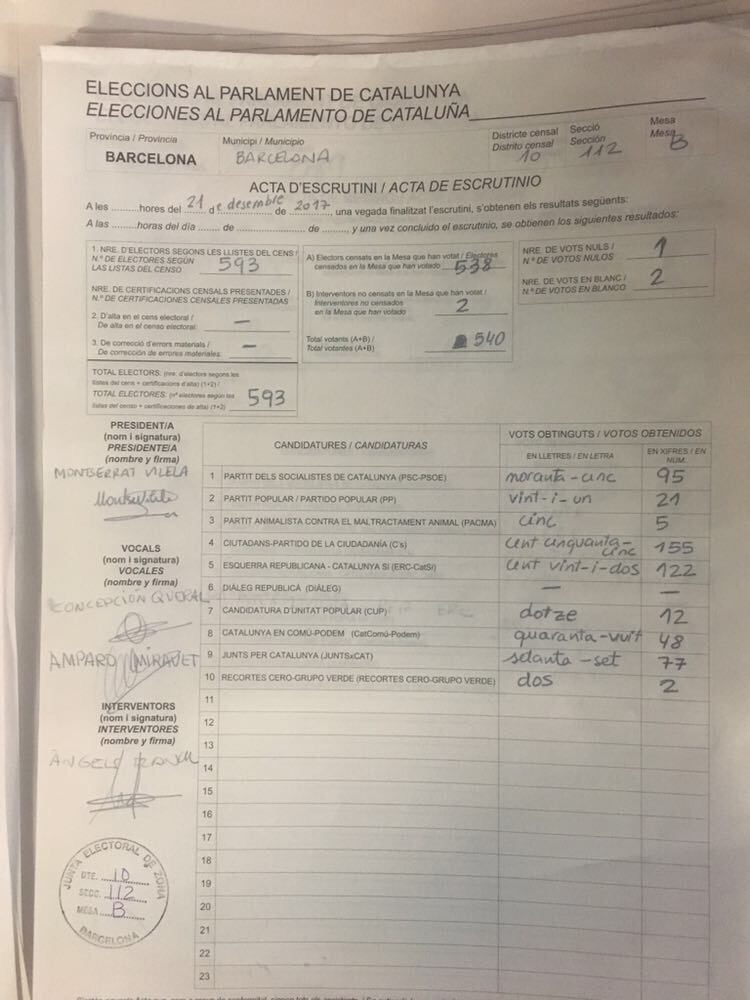 ELECCIONS AL PARLAMENT DE CATALUNYA
ELECCIONES AL PARLAMENTO DE CATALUÑA
Provincia / Provincia
BARCELONA
Municipi / Municipio
BARCELONA
Districte censal
Distrito censal
10
Secció
Sección
112
Mesa
Mesa
B
ACTA D'ESCRUTINI / ACTA DE ESCRUTINIO
A les ..........hores del 21 de desembre de 2017, una vegada finalitzat l'escrutini, s'obtenen els resultats següents:
A las ..........horas del día ........ de .................. de .........., y una vez concluido el escrutinio, se obtienen los siguientes resultados:
1. NRE. D'ELECTORS SEGONS LES LLISTES DEL CENS /
N.º DE ELECTORES SEGÚN
LAS LISTAS DEL CENSO
593
NRE. DE CERTIFICACIONS CENSALS PRESENTADES /
N.º DE CERTIFICACIONES CENSALES PRESENTADAS
2. D'alta en el cens electoral /
De alta en el censo electoral:
—
3. De correcció d'errors materials /
De corrección de errores materiales:
—
TOTAL ELECTORS: (nre. d'electors segons les
llistes del cens + certificacions d'alta) (1+2) /
TOTAL ELECTORES: (nº electores según las
listas del censo + certificaciones de alta) (1+2)
593
A) Electors censats en la Mesa que han votat / Electores
censados en la Mesa que han votado
538
B) Interventors no censats en la Mesa que han votat /
Interventores no censados
en la Mesa que han votado
2
Total votants (A+B) /
Total votantes (A+B)
540
NRE. DE VOTS NULS /
N.º DE VOTOS NULOS
1
NRE. DE VOTS EN BLANC /
N.º DE VOTOS EN BLANCO
2
PRESIDENT/A
(nom i signatura)
PRESIDENTE/A
(nombre y firma)
MONTSERRAT VILELA
VOCALS
(nom i signatura)
VOCALES
(nombre y firma)
CONCEPCIÓN QUERAL
AMPARO MIRAVET
INTERVENTORS
(nom i signatura)
INTERVENTORES
(nombre y firma)
ÀNGELS
CANDIDATURES / CANDIDATURAS
VOTS OBTINGUTS / VOTOS OBTENIDOS
EN LLETRES / EN LETRA
EN XIFRES / EN NÚM.
1 PARTIT DELS SOCIALISTES DE CATALUNYA (PSC-PSOE) noranta-cinc 95
2 PARTIT POPULAR / PARTIDO POPULAR (PP) vint-i-un 21
3 PARTIT ANIMALISTA CONTRA EL MALTRACTAMENT ANIMAL (PACMA) cinc 5
4 CIUTADANS-PARTIDO DE LA CIUDADANÍA (C's) cent cinquanta-cinc 155
5 ESQUERRA REPUBLICANA - CATALUNYA SÍ (ERC-CatSí) cent vint-i-dos 122
6 DIÀLEG REPUBLICÀ (DIÀLEG) — —
7 CANDIDATURA D'UNITAT POPULAR (CUP) dotze 12
8 CATALUNYA EN COMÚ-PODEM (CatComú-Podem) quaranta-vuit 48
9 JUNTS PER CATALUNYA (JUNTSxCAT) setanta-set 77
10 RECORTES CERO-GRUPO VERDE (RECORTES CERO-GRUPO VERDE) dos 2
11
12
13
14
15
16
17
18
19
20
21
22
23
JUNTA ELECTORAL DE ZONA
DTE. 10
SECC. 112
MESA B
BARCELONA